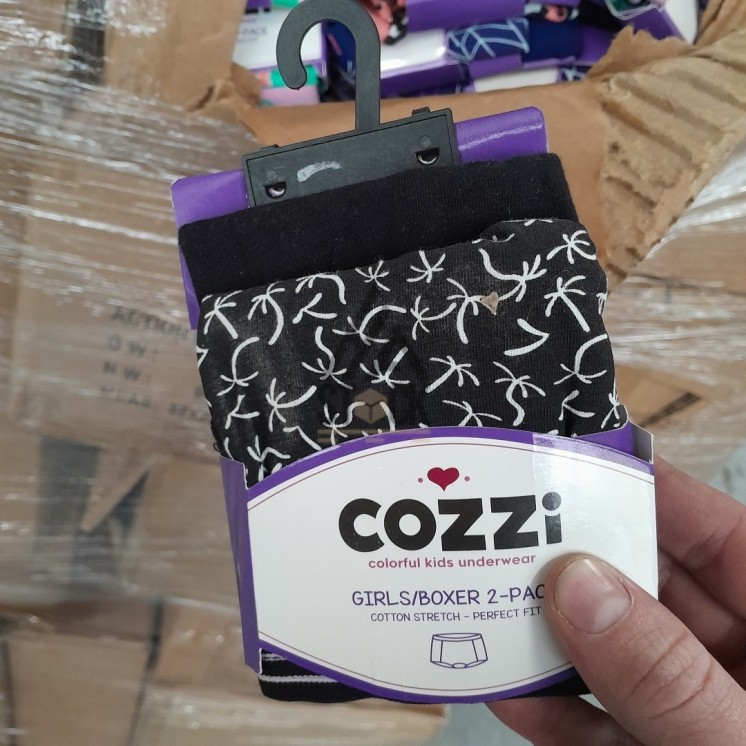 COZZi
colorful kids underwear
GIRLS/BOXER 2-PAC
COTTON STRETCH - PERFECT FIT
G W:
N W: